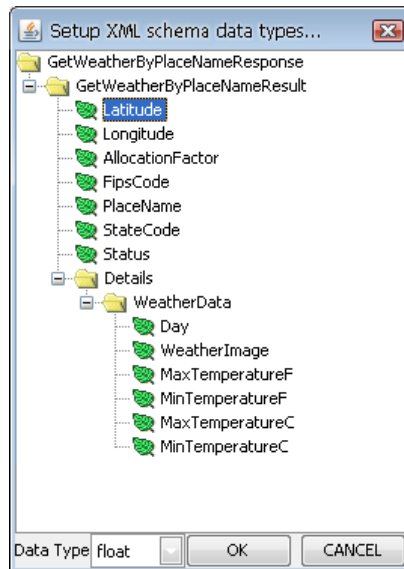 Setup XML schema data types...
GetWeatherByPlaceNameResponse
GetWeatherByPlaceNameResult
Latitude
Longitude
AllocationFactor
FipsCode
PlaceName
StateCode
Status
Details
WeatherData
Day
WeatherImage
MaxTemperatureF
MinTemperatureF
MaxTemperatureC
MinTemperatureC
Data Type float OK CANCEL